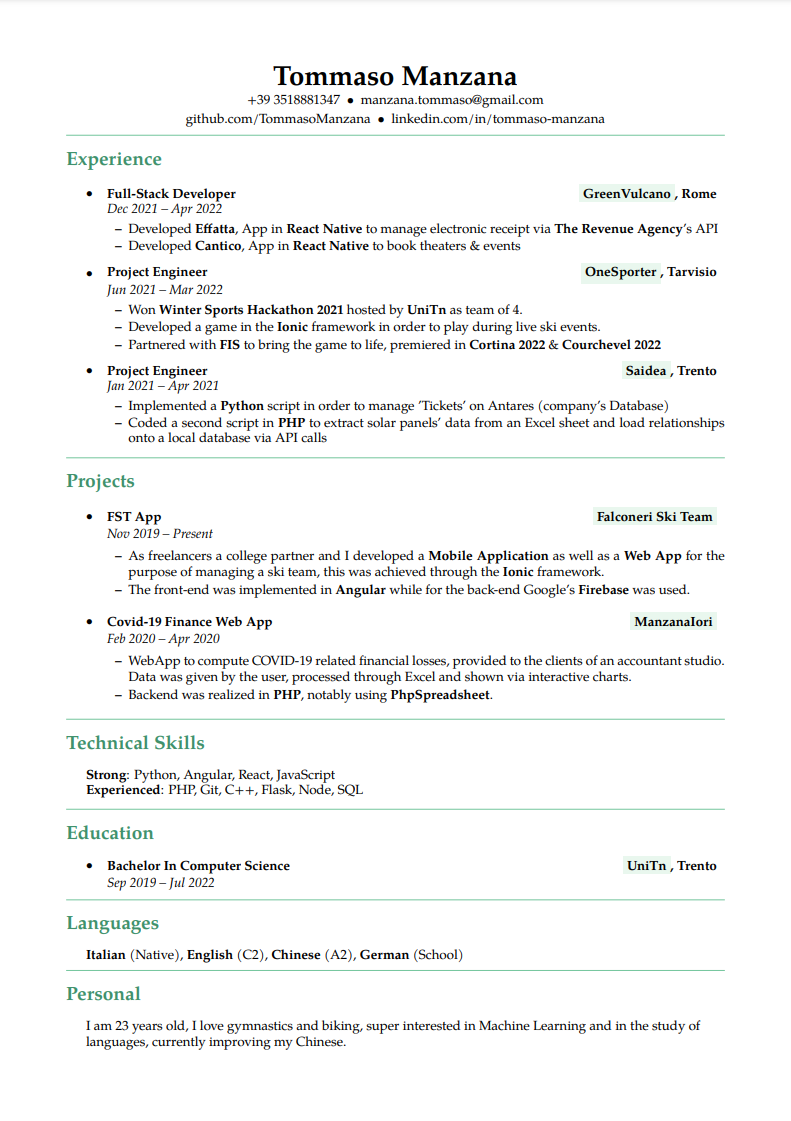 Tommaso Manzana
+39 3518881347 ● manzana.tommaso@gmail.com
github.com/TommasoManzana ● linkedin.com/in/tommaso-manzana
Experience
● Full-Stack Developer GreenVulcano , Rome
Dec 2021 – Apr 2022
– Developed Effatta, App in React Native to manage electronic receipt via The Revenue Agency's API
– Developed Cantico, App in React Native to book theaters & events
● Project Engineer OneSporter , Tarvisio
Jun 2021 – Mar 2022
– Won Winter Sports Hackathon 2021 hosted by UniTn as team of 4.
– Developed a game in the Ionic framework in order to play during live ski events.
– Partnered with FIS to bring the game to life, premiered in Cortina 2022 & Courchevel 2022
● Project Engineer Saidea , Trento
Jan 2021 – Apr 2021
– Implemented a Python script in order to manage 'Tickets' on Antares (company's Database)
– Coded a second script in PHP to extract solar panels' data from an Excel sheet and load relationships
onto a local database via API calls
Projects
● FST App Falconeri Ski Team
Nov 2019 – Present
– As freelancers a college partner and I developed a Mobile Application as well as a Web App for the
purpose of managing a ski team, this was achieved through the Ionic framework.
– The front-end was implemented in Angular while for the back-end Google's Firebase was used.
● Covid-19 Finance Web App ManzanaIori
Feb 2020 – Apr 2020
– WebApp to compute COVID-19 related financial losses, provided to the clients of an accountant studio.
Data was given by the user, processed through Excel and shown via interactive charts.
– Backend was realized in PHP, notably using PhpSpreadsheet.
Technical Skills
Strong: Python, Angular, React, JavaScript
Experienced: PHP, Git, C++, Flask, Node, SQL
Education
● Bachelor In Computer Science UniTn , Trento
Sep 2019 – Jul 2022
Languages
Italian (Native), English (C2), Chinese (A2), German (School)
Personal
I am 23 years old, I love gymnastics and biking, super interested in Machine Learning and in the study of
languages, currently improving my Chinese.